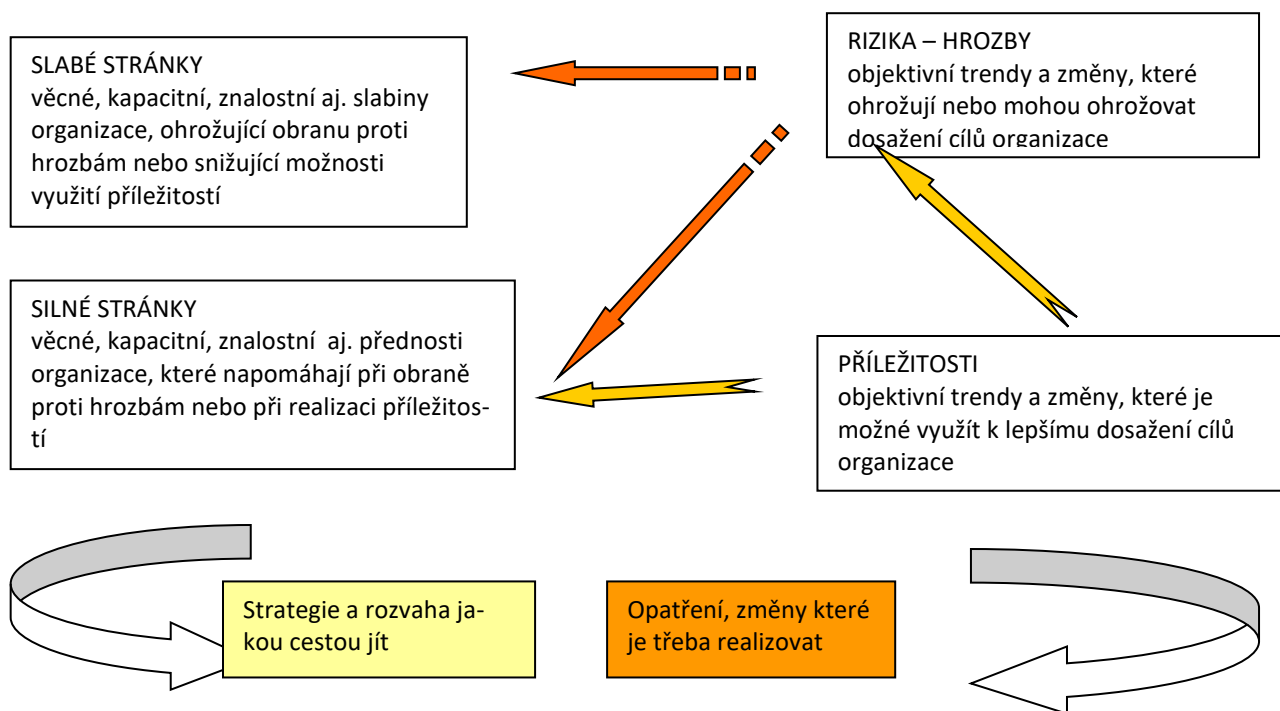 SLABÉ STRÁNKY
věcné, kapacitní, znalostní aj. slabiny
organizace, ohrožující obranu proti
hrozbám nebo snižující možnosti
využití příležitostí
RIZIKA – HROZBY
objektivní trendy a změny, které
ohrožují nebo mohou ohrožovat
dosažení cílů organizace
SILNÉ STRÁNKY
věcné, kapacitní, znalostní  aj. přednosti
organizace, které napomáhají při obraně
proti hrozbám nebo při realizaci příležitos-
tí
PŘÍLEŽITOSTI
objektivní trendy a změny, které je
možné využít k lepšímu dosažení cílů
organizace
Strategie a rozvaha ja-
kou cestou jít
Opatření, změny které
je třeba realizovat